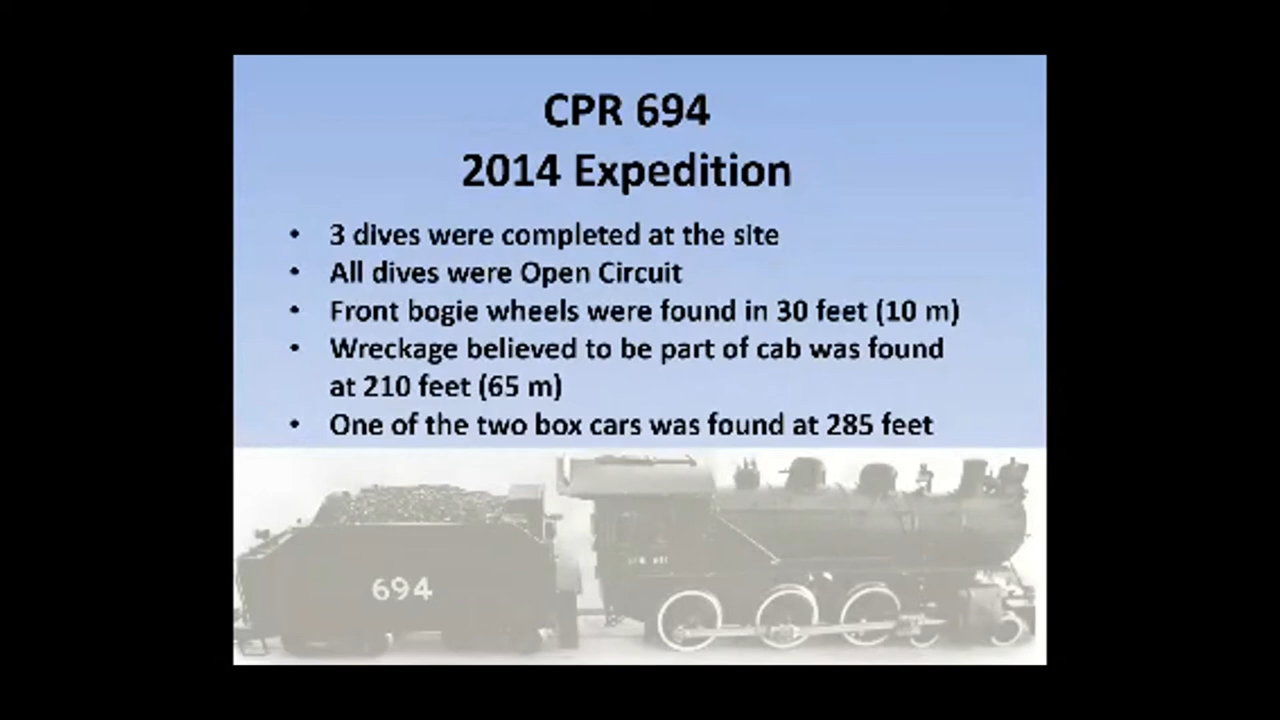 CPR 694
2014 Expedition
• 3 dives were completed at the site
• All dives were Open Circuit
• Front bogie wheels were found in 30 feet (10 m)
• Wreckage believed to be part of cab was found
at 210 feet (65 m)
• One of the two box cars was found at 285 feet
694